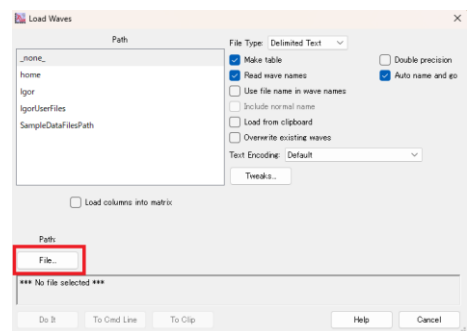 Load Waves
Path
_none_
home
Igor
IgorUserFiles
SampleDataFilesPath
Load columns into matrix
File Type: Delimited Text
Make table
Double precision
Read wave names
Auto name and go
Use file name in wave names
Include normal name
Load from clipboard
Overwrite existing waves
Text Encoding: Default
Tweaks...
Path:
File...
*** No file selected ***
Do It
To Cmd Line
To Clip
Help
Cancel